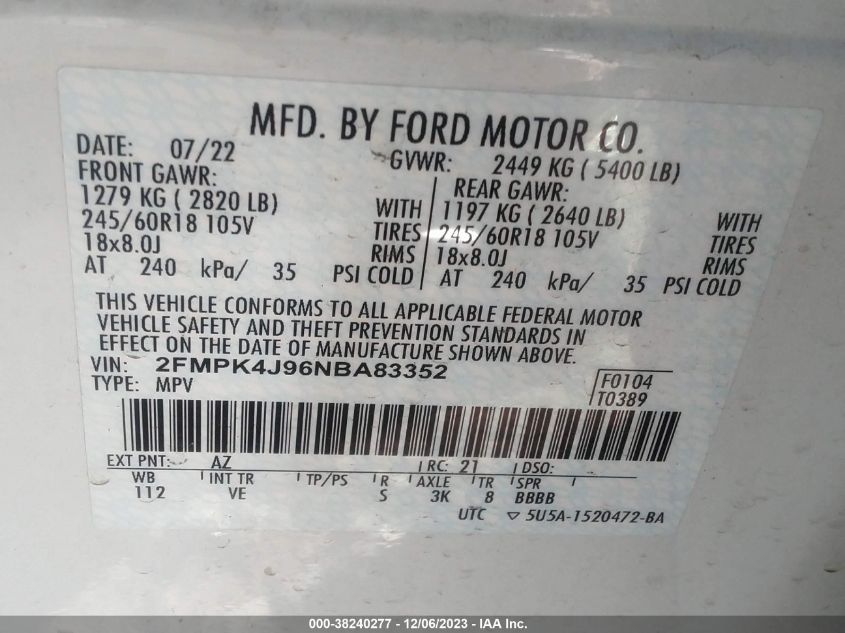 MFD. BY FORD MOTOR CO.
DATE: 07/22 GVWR: 2449 KG ( 5400 LB)
FRONT GAWR: REAR GAWR:
1279 KG ( 2820 LB) WITH 1197 KG ( 2640 LB) WITH
245/60R18 105V TIRES 245/60R18 105V TIRES
18x8.0J RIMS 18x8.0J RIMS
AT 240 kPa/ 35 PSI COLD AT 240 kPa/ 35 PSI COLD
THIS VEHICLE CONFORMS TO ALL APPLICABLE FEDERAL MOTOR
VEHICLE SAFETY AND THEFT PREVENTION STANDARDS IN
EFFECT ON THE DATE OF MANUFACTURE SHOWN ABOVE.
VIN: 2FMPK4J96NBA83352
TYPE: MPV F0104
T0389
EXT PNT: AZ RC: 21 DSO:
WB INT TR TP/PS R AXLE TR SPR
112 VE S 3K 8 BBBB
UTC ▽ 5U5A-1520472-BA
000-38240277 - 12/06/2023 - IAA Inc.